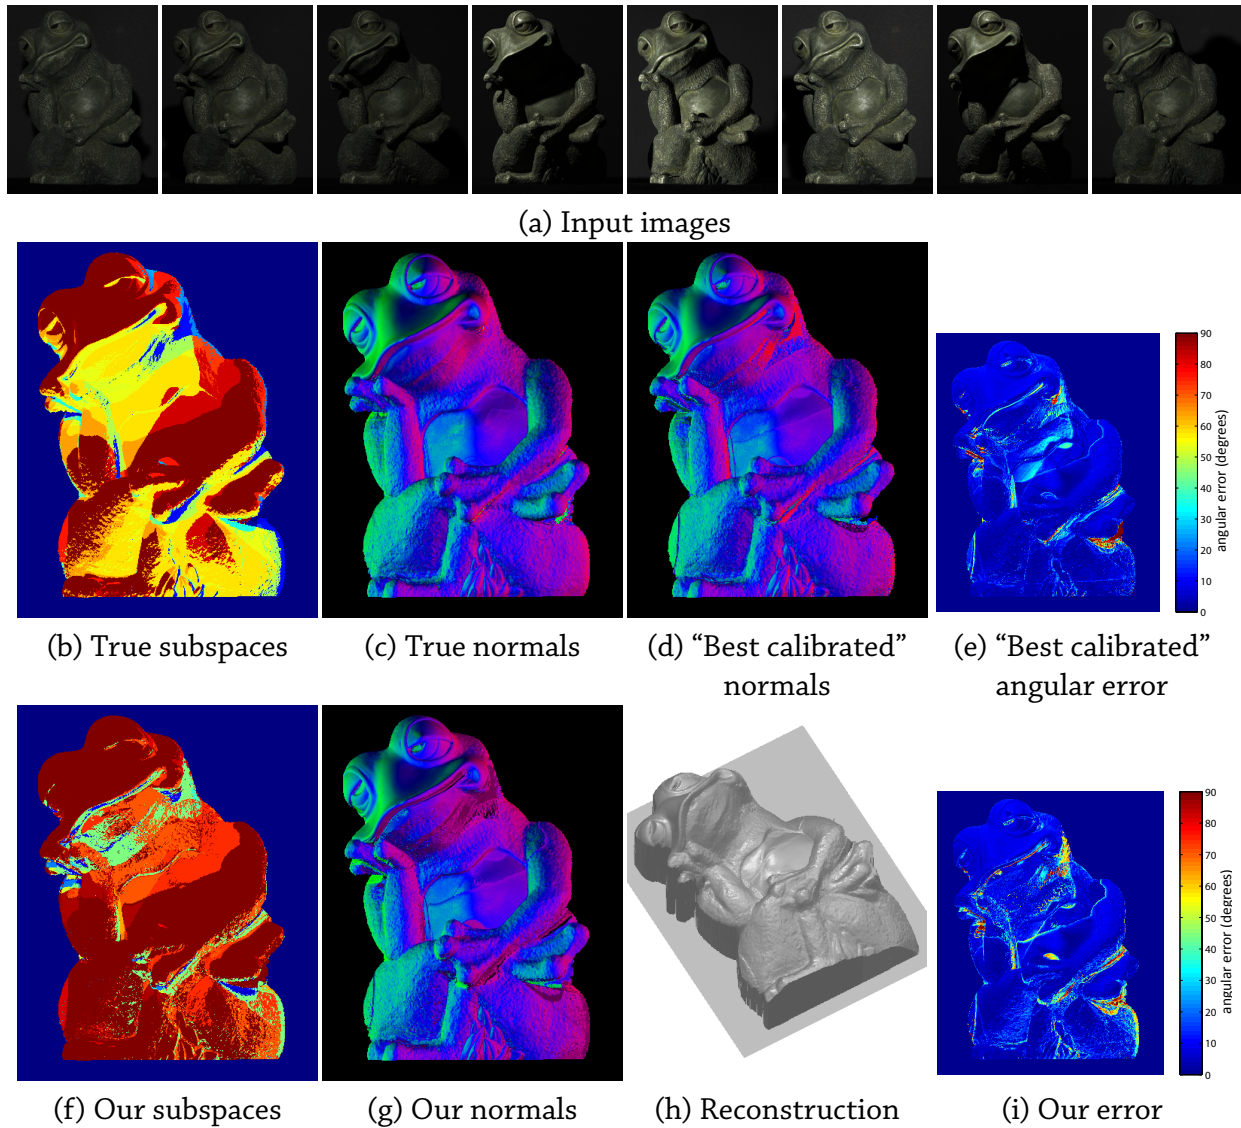 (a) Input images
90
80
70
60
50
40
30
20
10
0
angular error (degrees)
(b) True subspaces
(c) True normals
(d) “Best calibrated”
normals
(e) “Best calibrated”
angular error
90
80
70
60
50
40
30
20
10
0
angular error (degrees)
(f) Our subspaces
(g) Our normals
(h) Reconstruction
(i) Our error